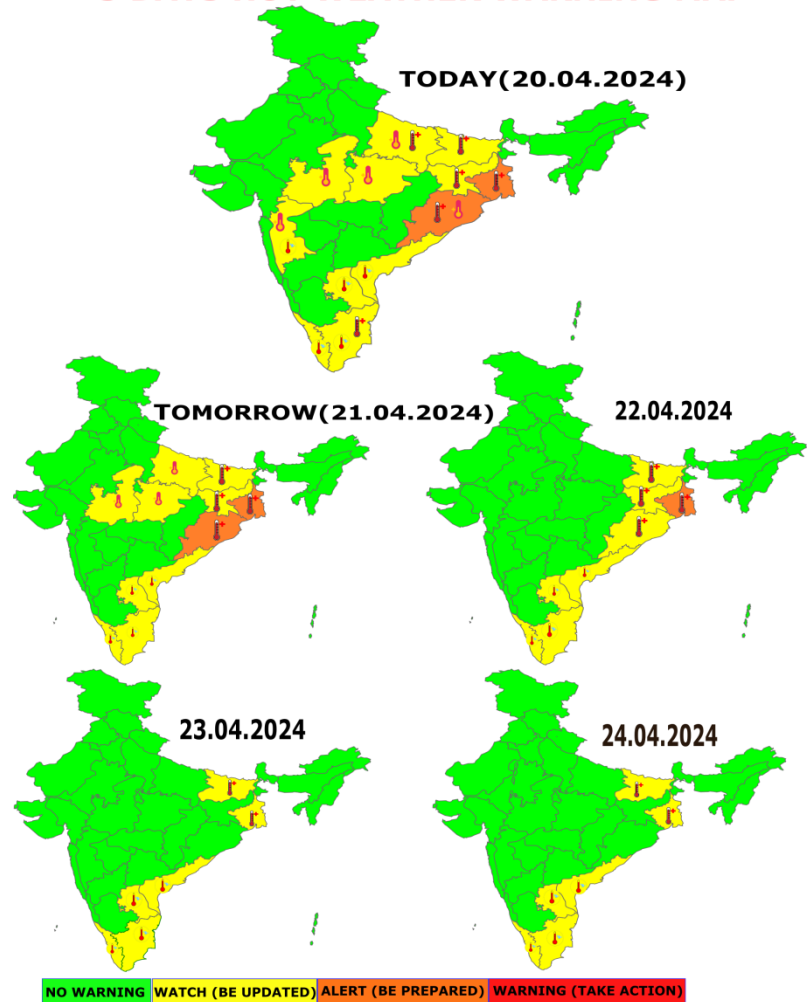 TODAY(20.04.2024)
TOMORROW(21.04.2024)
22.04.2024
23.04.2024
24.04.2024
NO WARNING WATCH (BE UPDATED) ALERT (BE PREPARED) WARNING (TAKE ACTION)